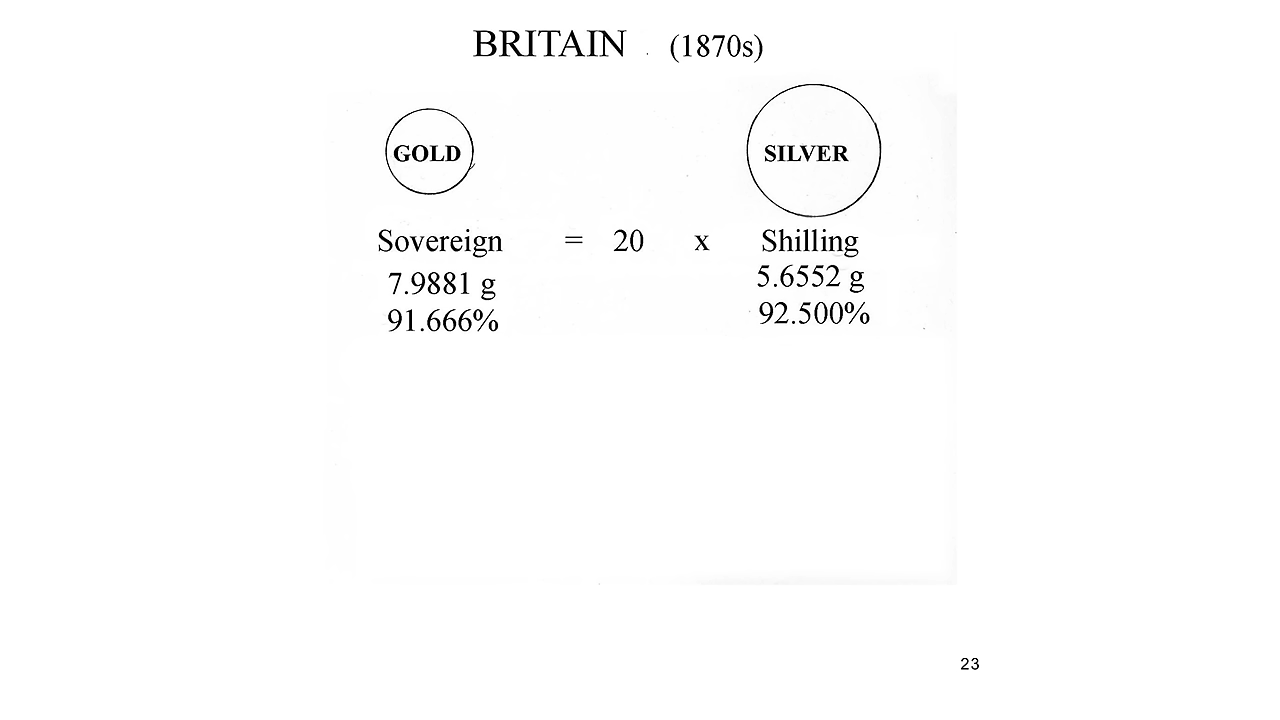 BRITAIN (1870s)
GOLD SILVER
Sovereign = 20 x Shilling
7.9881 g 5.6552 g
91.666% 92.500%
23